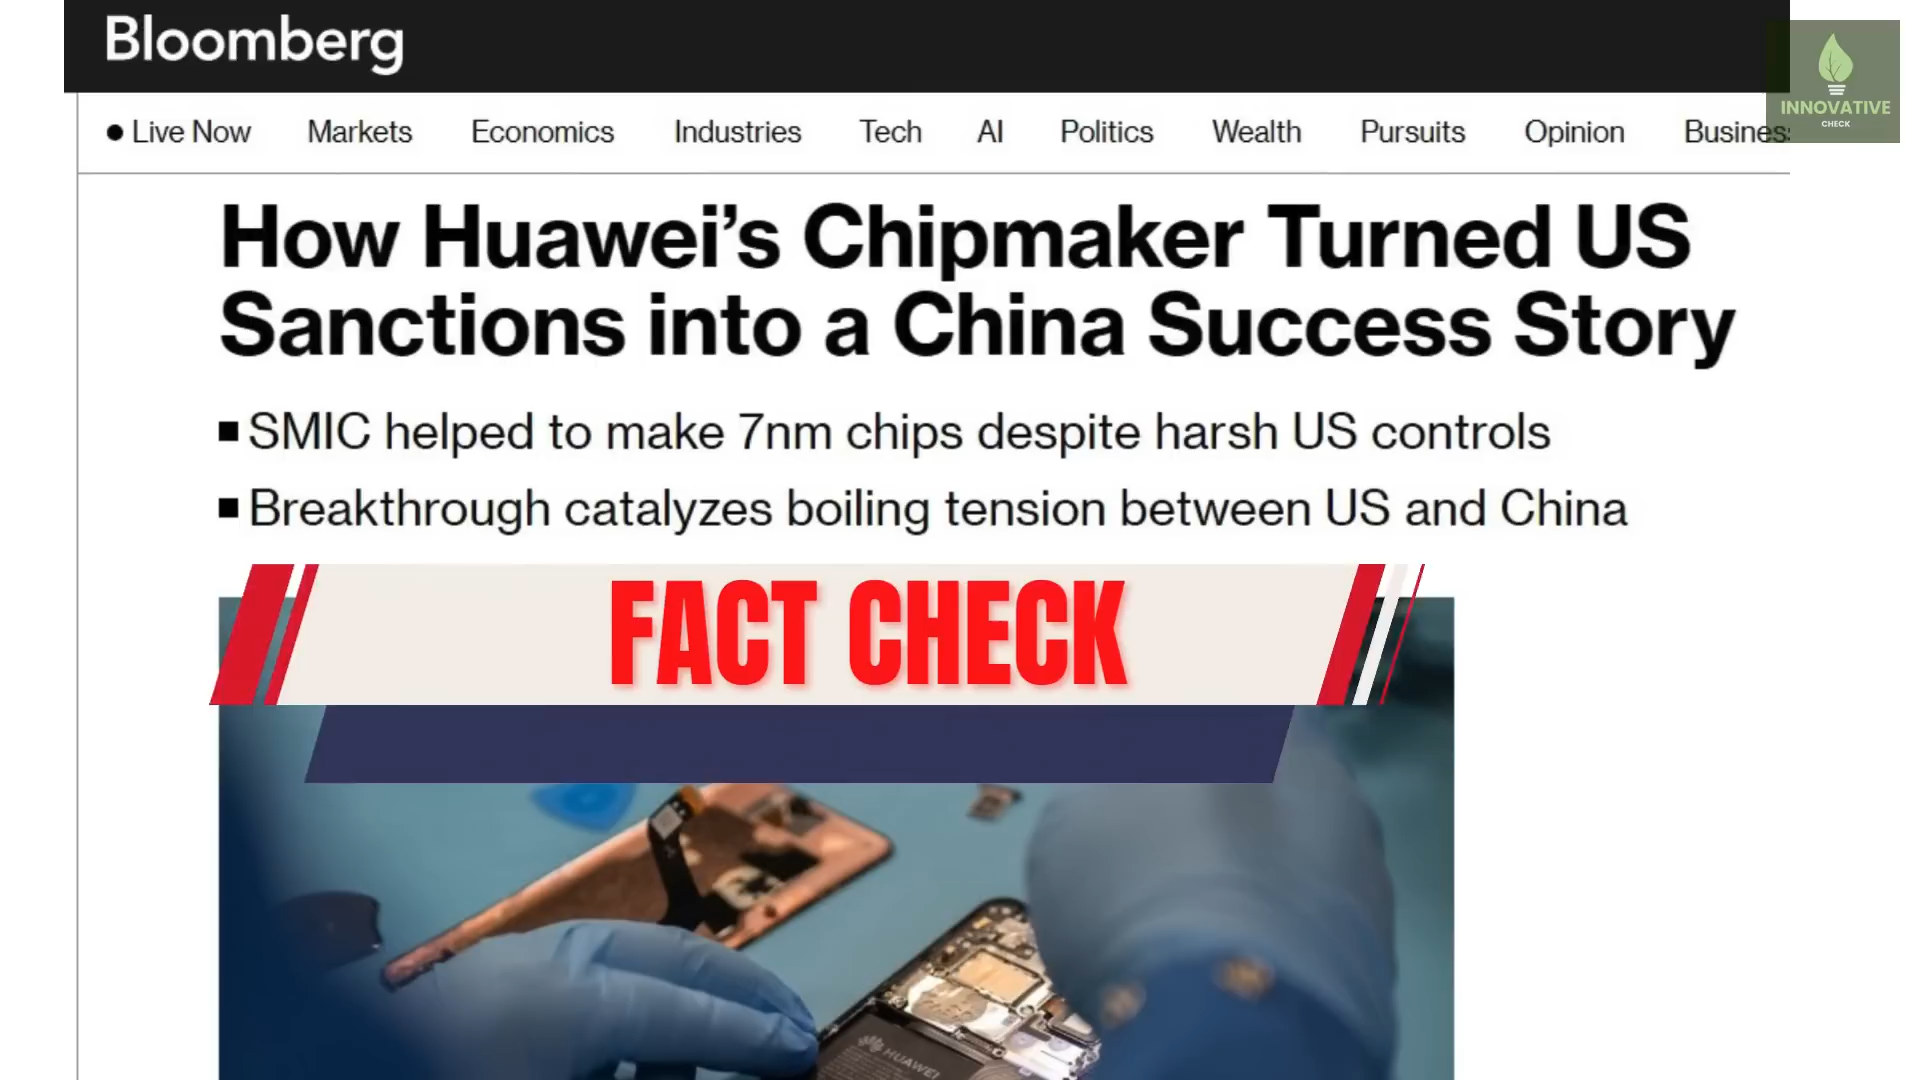 Bloomberg
INNOVATIVE
CHECK
Live Now Markets Economics Industries Tech AI Politics Wealth Pursuits Opinion Business
How Huawei’s Chipmaker Turned US
Sanctions into a China Success Story
SMIC helped to make 7nm chips despite harsh US controls
Breakthrough catalyzes boiling tension between US and China
FACT CHECK
HUAWEI